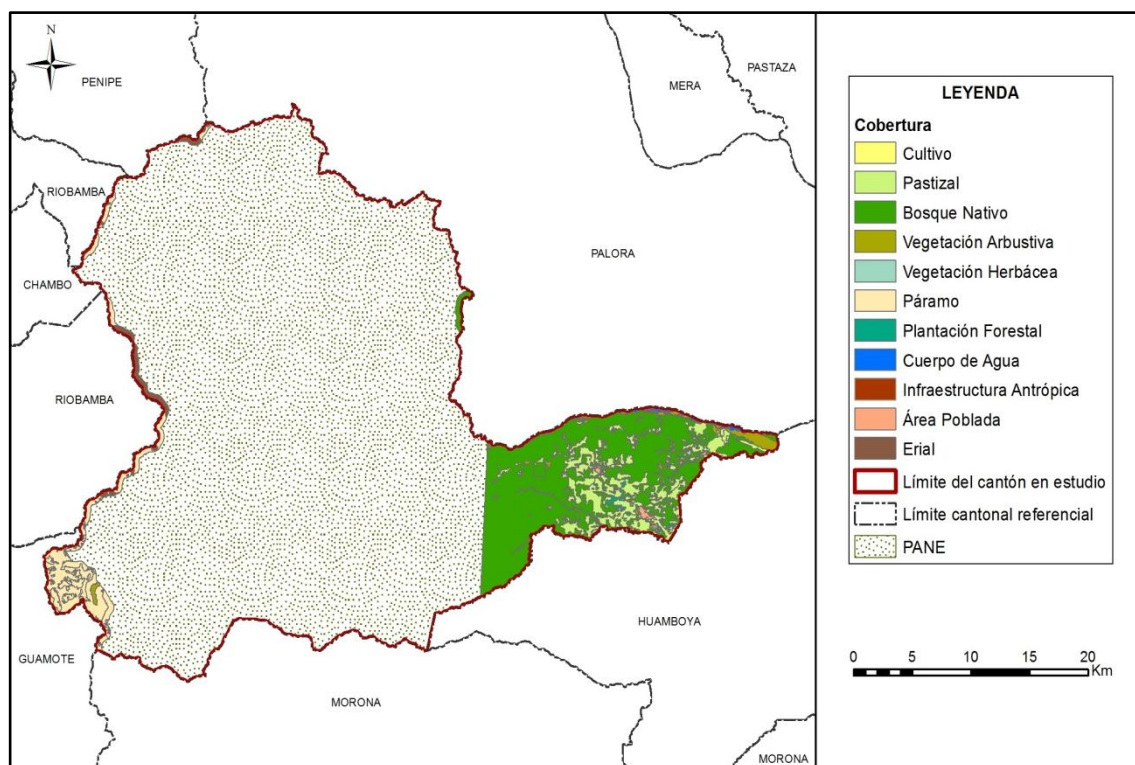 N
PENIPE
PASTAZA
MERA
RIOBAMBA
CHAMBO
PALORA
RIOBAMBA
HUAMBOYA
GUAMOTE
MORONA
MORONA
LEYENDA
Cobertura
Cultivo
Pastizal
Bosque Nativo
Vegetación Arbustiva
Vegetación Herbácea
Páramo
Plantación Forestal
Cuerpo de Agua
Infraestructura Antrópica
Área Poblada
Erial
Límite del cantón en estudio
Límite cantonal referencial
PANE
0 5 10 15 20
Km